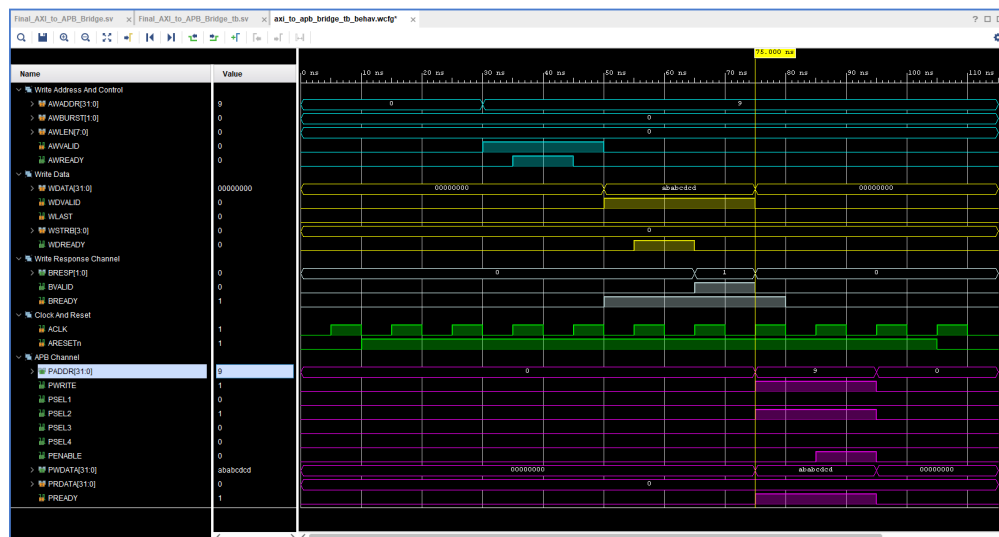 Final_AXI_to_APB_Bridge.sv × Final_AXI_to_APB_Bridge_tb.sv × axi_to_apb_bridge_tb_behav.wcfg* ×
75.000 ns
Name Value 0 ns 10 ns 20 ns 30 ns 40 ns 50 ns 60 ns 70 ns 80 ns 90 ns 100 ns 110 ns
Write Address And Control
AWADDR[31:0] 9 0 9
AWBURST[1:0] 0 0
AWLEN[7:0] 0 0
AWVALID 0
AWREADY 0
Write Data
WDATA[31:0] 00000000 00000000 ababcdcd 00000000
WDVALID 0
WLAST 0
WSTRB[3:0] 0 0
WDREADY 0
Write Response Channel
BRESP[1:0] 0 0 1 0
BVALID 0
BREADY 1
Clock And Reset
ACLK 1
ARESETn 1
APB Channel
PADDR[31:0] 9 0 9 0
PWRITE 1
PSEL1 0
PSEL2 1
PSEL3 0
PSEL4 0
PENABLE 0
PWDATA[31:0] ababcdcd 00000000 ababcdcd 00000000
PRDATA[31:0] 0 0
PREADY 1